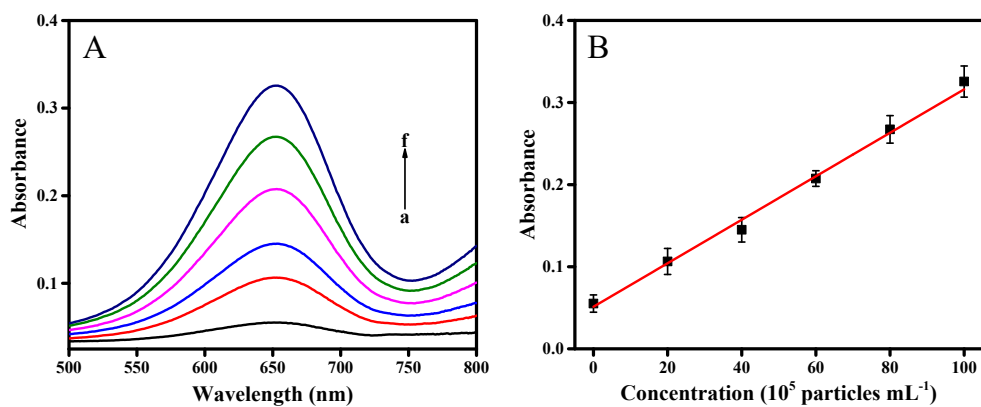 A
0.4
0.3
0.2
0.1
Absorbance
f
a
500 550 600 650 700 750 800
Wavelength (nm)
B
0.4
0.3
0.2
0.1
0.0
Absorbance
0 20 40 60 80 100
Concentration (10⁵ particles mL⁻¹)